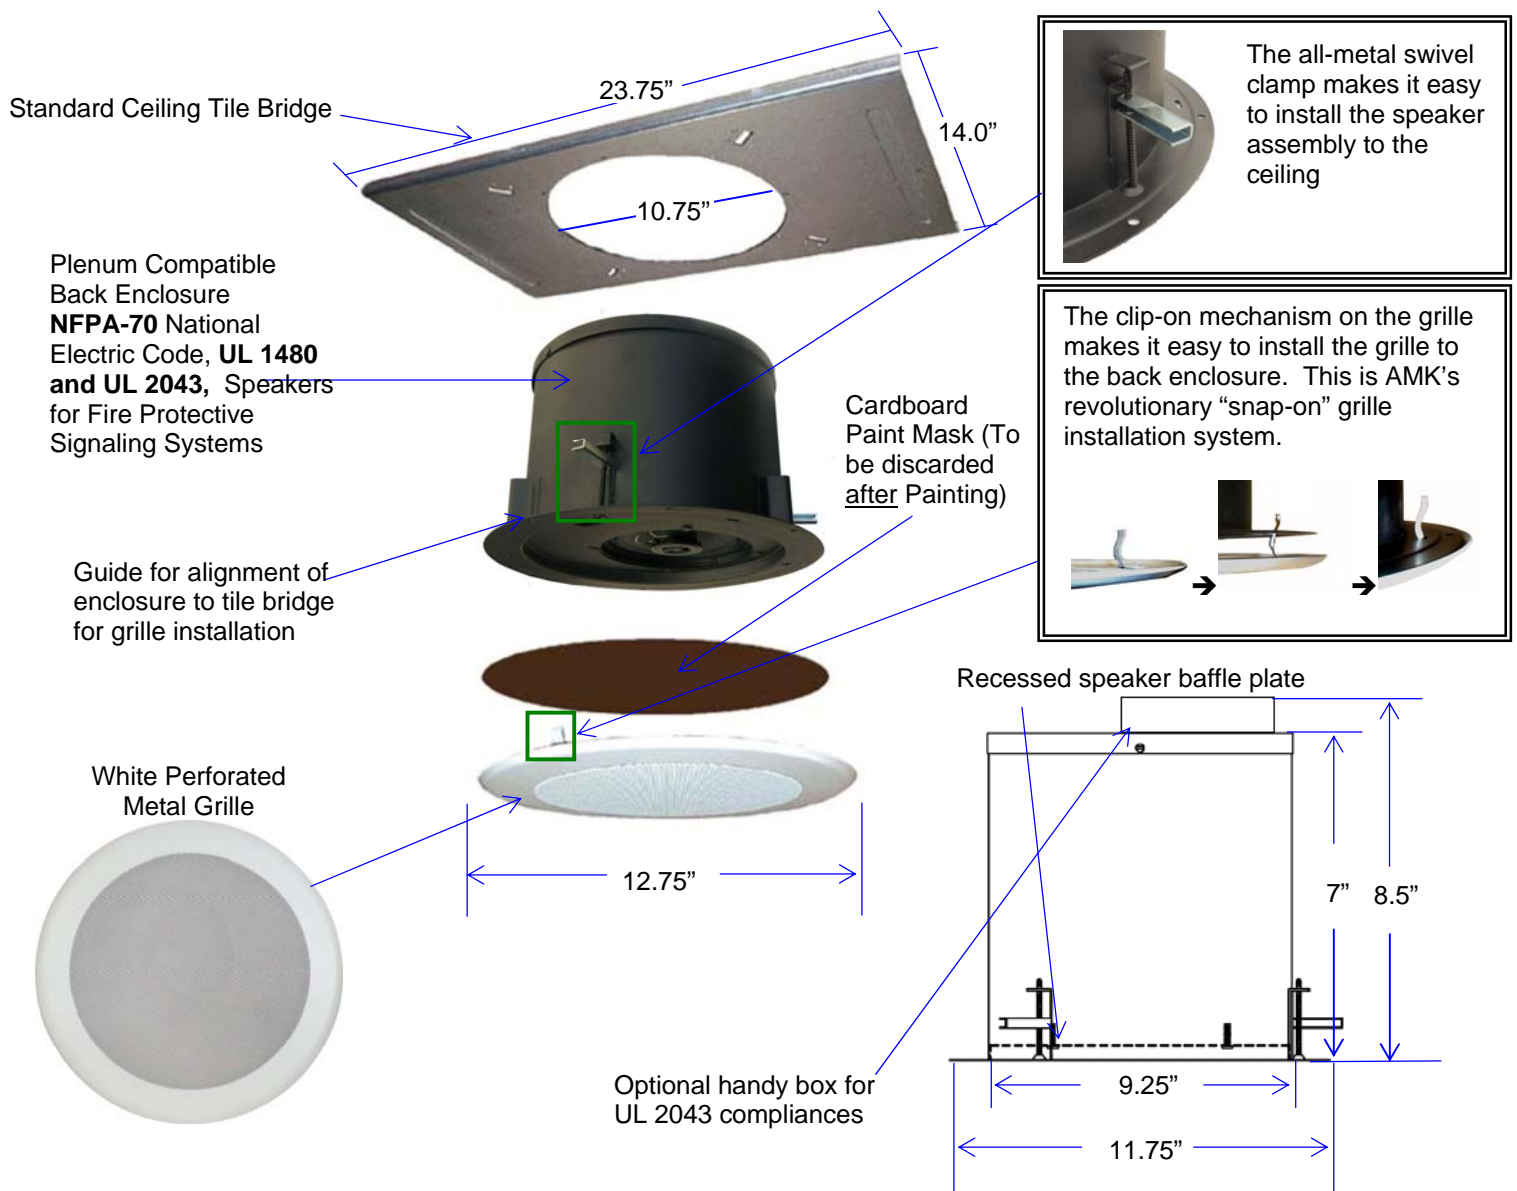 Standard Ceiling Tile Bridge
23.75”
14.0”
10.75”
The all-metal swivel
clamp makes it easy
to install the speaker
assembly to the
ceiling
Plenum Compatible
Back Enclosure
NFPA-70 National
Electric Code, UL 1480
and UL 2043, Speakers
for Fire Protective
Signaling Systems
The clip-on mechanism on the grille
makes it easy to install the grille to
the back enclosure. This is AMK’s
revolutionary “snap-on” grille
installation system.
Cardboard
Paint Mask (To
be discarded
after Painting)
Guide for alignment of
enclosure to tile bridge
for grille installation
Recessed speaker baffle plate
White Perforated
Metal Grille
12.75”
7”
8.5”
Optional handy box for
UL 2043 compliances
9.25”
11.75”